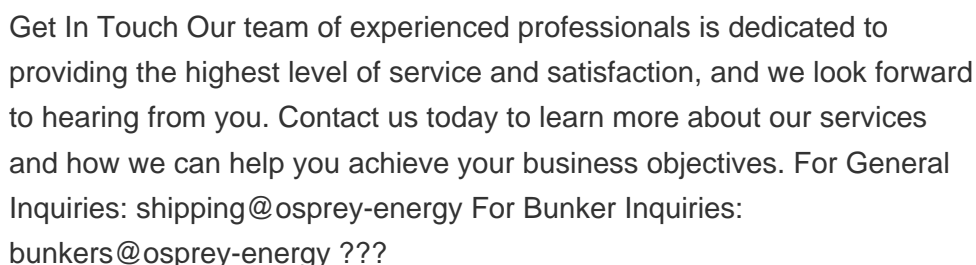 Get In Touch Our team of experienced professionals is dedicated to
providing the highest level of service and satisfaction, and we look forward
to hearing from you. Contact us today to learn more about our services
and how we can help you achieve your business objectives. For General
Inquiries: shipping@osprey-energy For Bunker Inquiries:
bunkers@osprey-energy ???